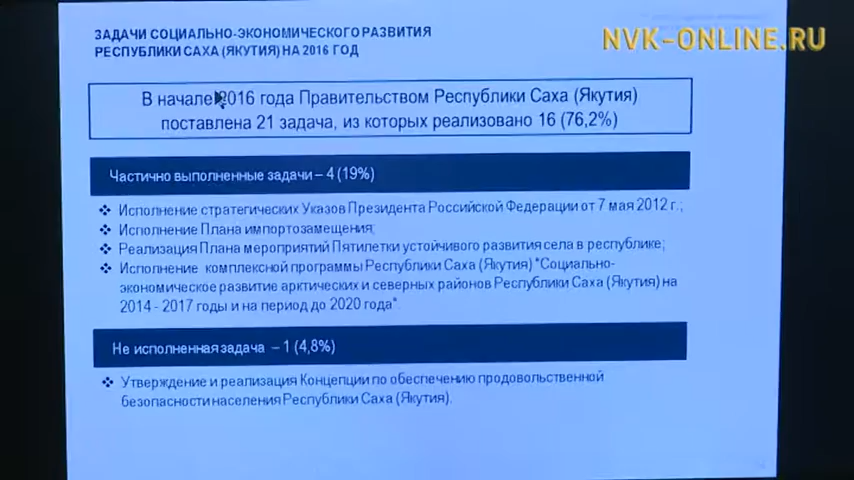 ЗАДАЧИ СОЦИАЛЬНО-ЭКОНОМИЧЕСКОГО РАЗВИТИЯ
РЕСПУБЛИКИ САХА (ЯКУТИЯ) НА 2016 ГОД
NVK-ONLINE.RU
В начале 2016 года Правительством Республики Саха (Якутия)
поставлена 21 задача, из которых реализовано 16 (76,2%)
Частично выполненные задачи – 4 (19%)
❖ Исполнение стратегических Указов Президента Российской Федерации от 7 мая 2012 г.;
❖ Исполнение Плана импортозамещения;
❖ Реализация Плана мероприятий Пятилетки устойчивого развития села в республике;
❖ Исполнение комплексной программы Республики Саха (Якутия) "Социально-
экономическое развитие арктических и северных районов Республики Саха (Якутия) на
2014 - 2017 годы и на период до 2020 года".
Не исполненная задача – 1 (4,8%)
❖ Утверждение и реализация Концепции по обеспечению продовольственной
безопасности населения Республики Саха (Якутия).